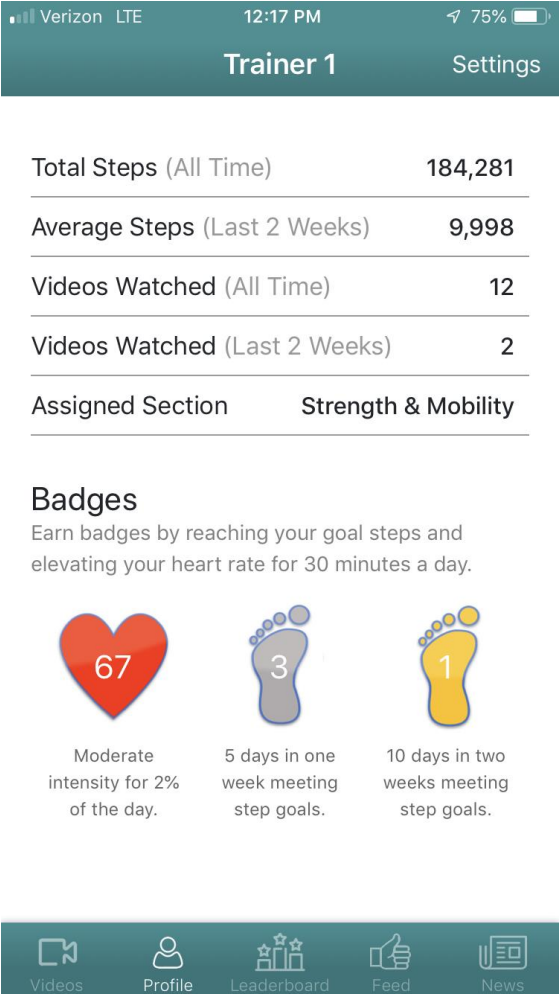 Verizon LTE 12:17 PM 75%
Trainer 1 Settings
Total Steps (All Time) 184,281
Average Steps (Last 2 Weeks) 9,998
Videos Watched (All Time) 12
Videos Watched (Last 2 Weeks) 2
Assigned Section Strength & Mobility
Badges
Earn badges by reaching your goal steps and
elevating your heart rate for 30 minutes a day.
67
Moderate
intensity for 2%
of the day.
3
5 days in one
week meeting
step goals.
1
10 days in two
weeks meeting
step goals.
Videos Profile Leaderboard Feed News